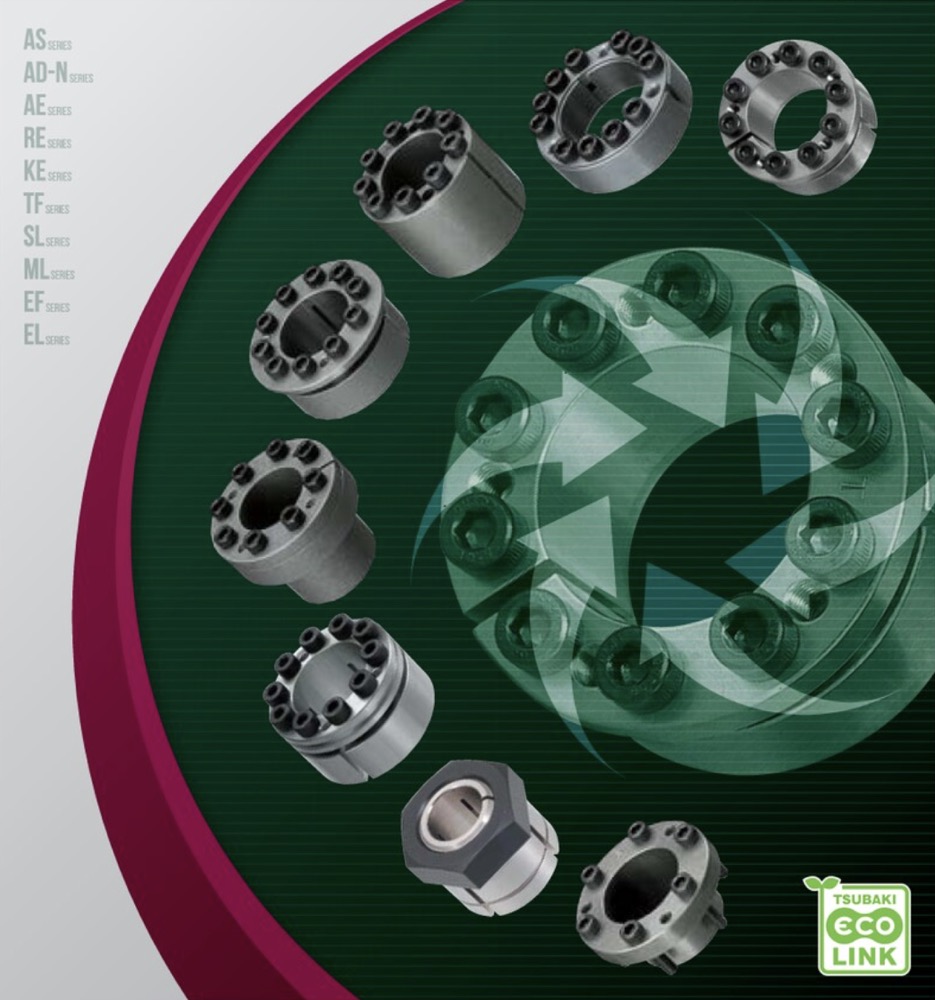 AS SERIES
AD-N SERIES
AE SERIES
RE SERIES
KE SERIES
TF SERIES
SL SERIES
ML SERIES
EF SERIES
EL SERIES
TSUBAKI
eco
LINK